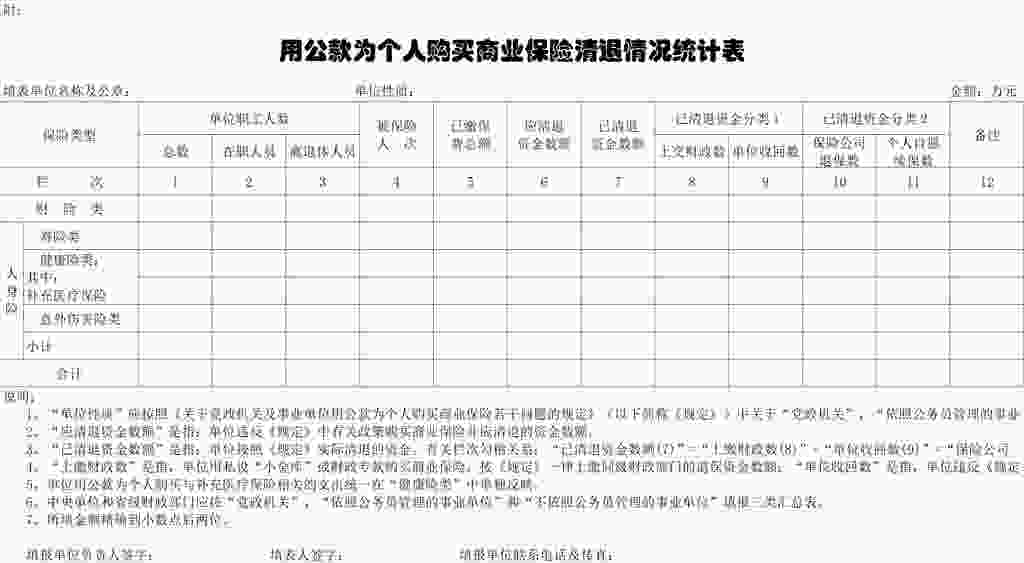 附：
用公款为个人购买商业保险清退情况统计表
填表单位名称及公章： 单位性质： 金额：万元
保险类型 单位职工人数 被保险人 次 已缴保费总额 应清退资金数额 已清退资金数额 已清退资金分类1 已清退资金分类2 备注
总数 在职人员 离退休人员 上交财政数 单位收回数 保险公司退保数 个人自愿续保数
栏 次 1 2 3 4 5 6 7 8 9 10 11 12
财 险 类
人身险
寿险类
健康险类：
其中：
补充医疗保险
意外伤害险类
小计
合计
说明：
1、“单位性质”应按照《关于党政机关及事业单位用公款为个人购买商业保险若干问题的规定》（以下简称《规定》）中关于“党政机关”，“依照公务员管理的事业
2、“应清退资金数额”是指：单位违反《规定》中有关政策购买商业保险并应清退的资金数额。
3、“已清退资金数额”是指：单位按照《规定》实际清退的资金。有关栏次勾稽关系：“已清退资金数额(7)”=“上缴财政数(8)”+“单位收回数(9)”=“保险公司
4、“上缴财政数”是指，单位用私设“小金库”或财政专款购买商业保险，按《规定》一律上缴同级财政部门的退保资金数额；“单位收回数”是指，单位违反《规定
5、单位用公款为个人购买与补充医疗保险相关的支出统一在“健康险类”中单独反映。
6、中央单位和省级财政部门应按“党政机关”，“依照公务员管理的事业单位”和“不依照公务员管理的事业单位”填报三类汇总表。
7、所填金额精确到小数点后两位。
填报单位负责人签字： 填表人签字： 填报单位联系电话及传真：